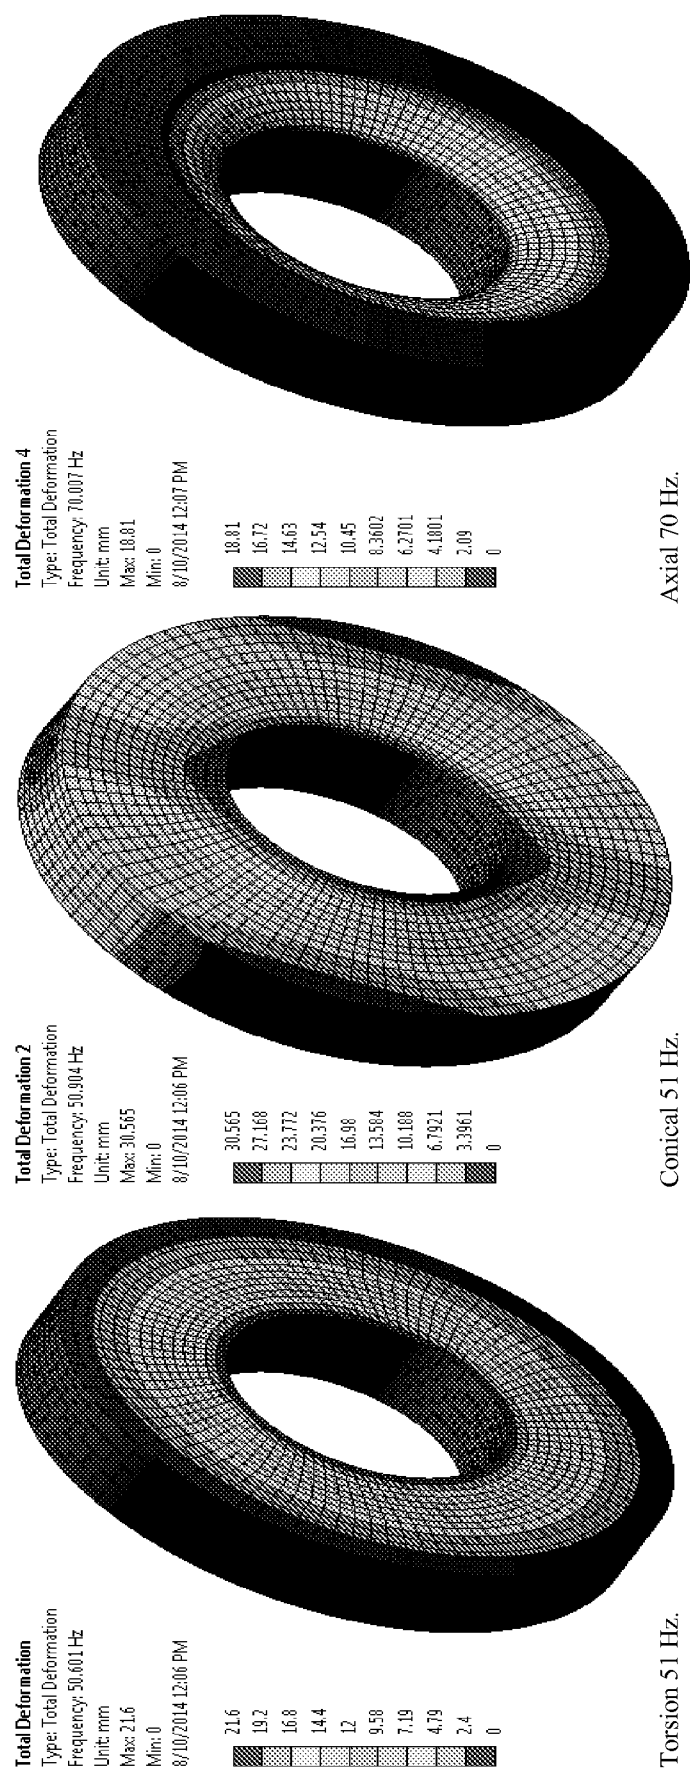 Total Deformation
Type: Total Deformation
Frequency: 50.601 Hz
Unit: mm
Max: 21.6
Min: 0
8/10/2014 12:06 PM
21.6
19.2
16.8
14.4
12
9.58
7.19
4.79
2.4
0
Torsion 51 Hz.
Total Deformation 2
Type: Total Deformation
Frequency: 50.904 Hz
Unit: mm
Max: 30.565
Min: 0
8/10/2014 12:06 PM
30.565
27.168
23.772
20.376
16.98
13.584
10.188
6.7921
3.3961
0
Conical 51 Hz.
Total Deformation 4
Type: Total Deformation
Frequency: 70.007 Hz
Unit: mm
Max: 18.81
Min: 0
8/10/2014 12:07 PM
18.81
16.72
14.63
12.54
10.45
8.3602
6.2701
4.1801
2.09
0
Axial 70 Hz.